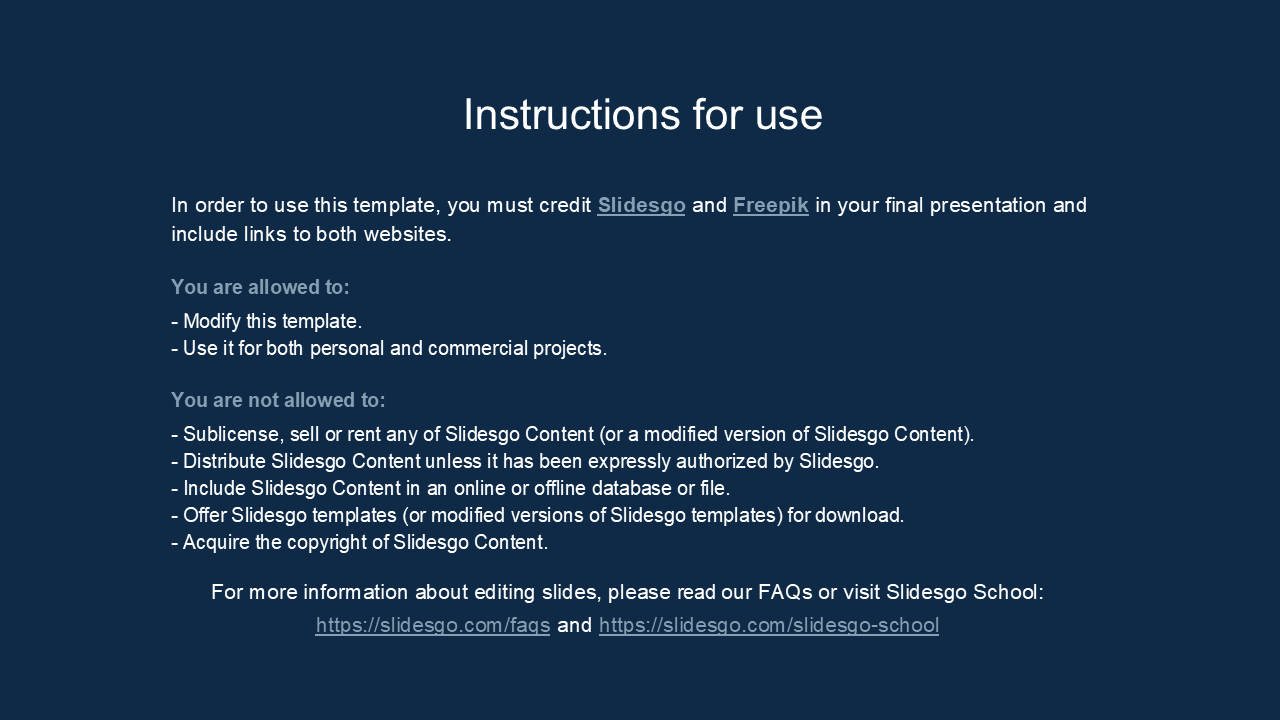 Instructions for use
In order to use this template, you must credit Slidesgo and Freepik in your final presentation and
include links to both websites.
You are allowed to:
- Modify this template.
- Use it for both personal and commercial projects.
You are not allowed to:
- Sublicense, sell or rent any of Slidesgo Content (or a modified version of Slidesgo Content).
- Distribute Slidesgo Content unless it has been expressly authorized by Slidesgo.
- Include Slidesgo Content in an online or offline database or file.
- Offer Slidesgo templates (or modified versions of Slidesgo templates) for download.
- Acquire the copyright of Slidesgo Content.
For more information about editing slides, please read our FAQs or visit Slidesgo School:
https://slidesgo.com/faqs and https://slidesgo.com/slidesgo-school